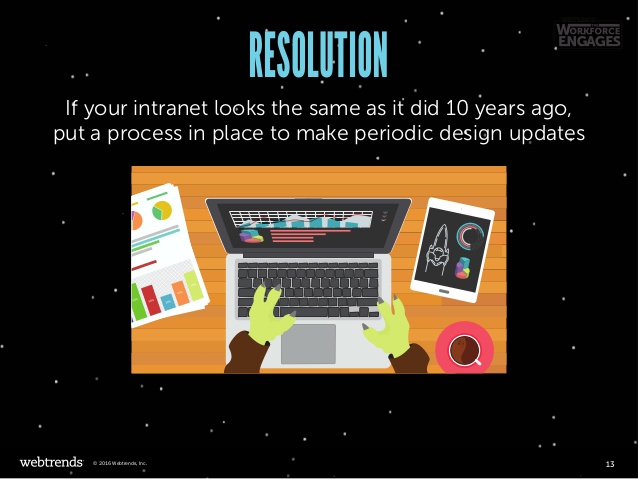 WORKFORCE
ENGAGES
RESOLUTION
If your intranet looks the same as it did 10 years ago,
put a process in place to make periodic design updates
webtrends
© 2016 Webtrends, Inc.
13